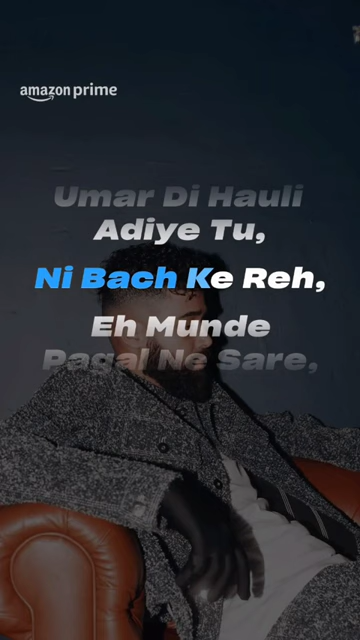 amazon prime
Umar Di Hauli
Adiye Tu,
Ni Bach Ke Reh,
Eh Munde
Pagal Ne Sare,